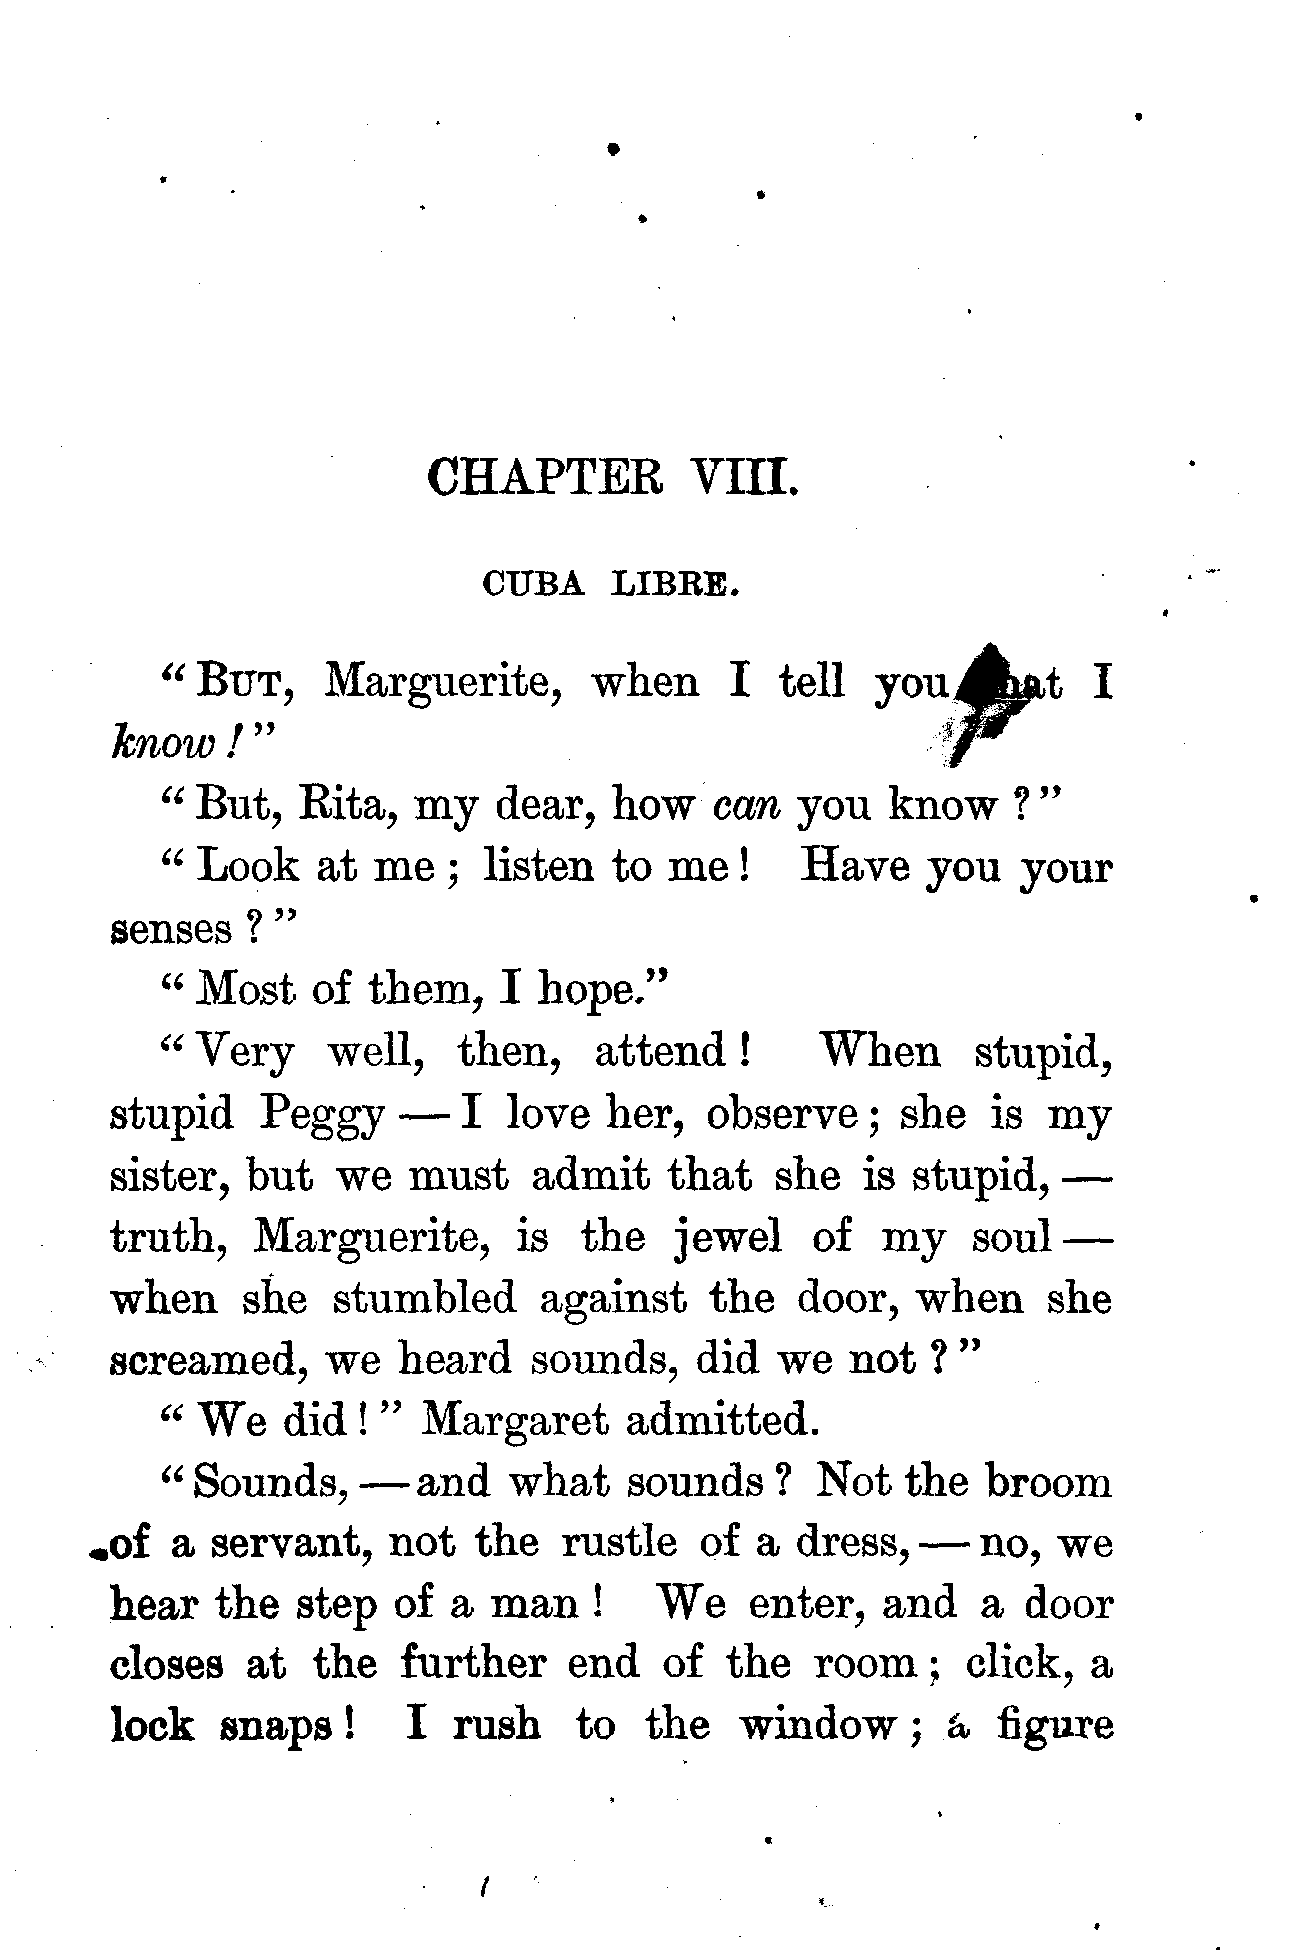 CHAPTER VIII.
CUBA LIBRE.
“BUT, Marguerite, when I tell you that I
know!”
“But, Rita, my dear, how can you know?”
“Look at me; listen to me! Have you your
senses?”
“Most of them, I hope.”
“Very well, then, attend! When stupid,
stupid Peggy — I love her, observe; she is my
sister, but we must admit that she is stupid, —
truth, Marguerite, is the jewel of my soul —
when she stumbled against the door, when she
screamed, we heard sounds, did we not?”
“We did!” Margaret admitted.
“Sounds, — and what sounds? Not the broom
of a servant, not the rustle of a dress, — no, we
hear the step of a man! We enter, and a door
closes at the further end of the room; click, a
lock snaps! I rush to the window; a figure